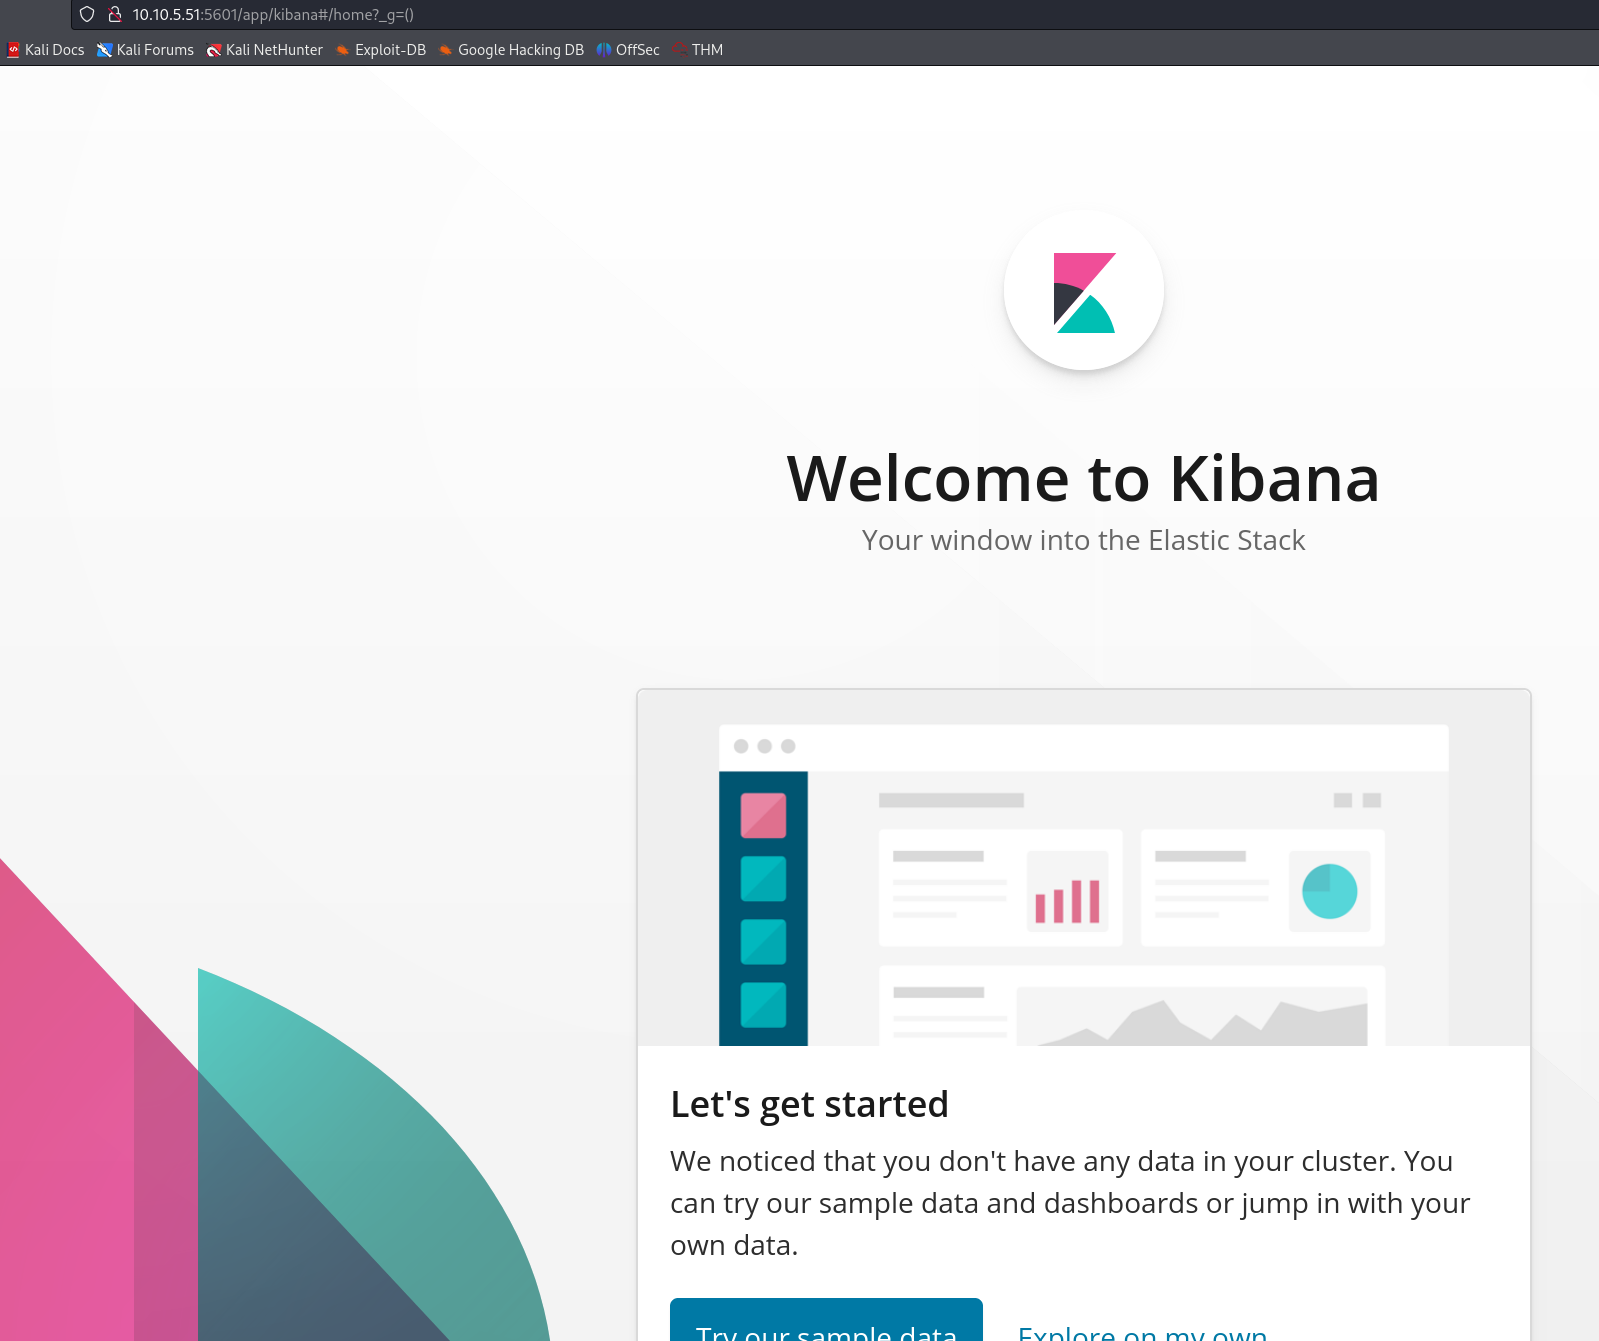 10.10.5.51:5601/app/kibana#/home?_g=()
Kali Docs Kali Forums Kali NetHunter Exploit-DB Google Hacking DB OffSec THM
Welcome to Kibana
Your window into the Elastic Stack
Let's get started
We noticed that you don't have any data in your cluster. You
can try our sample data and dashboards or jump in with your
own data.
Try our sample data Explore on my own